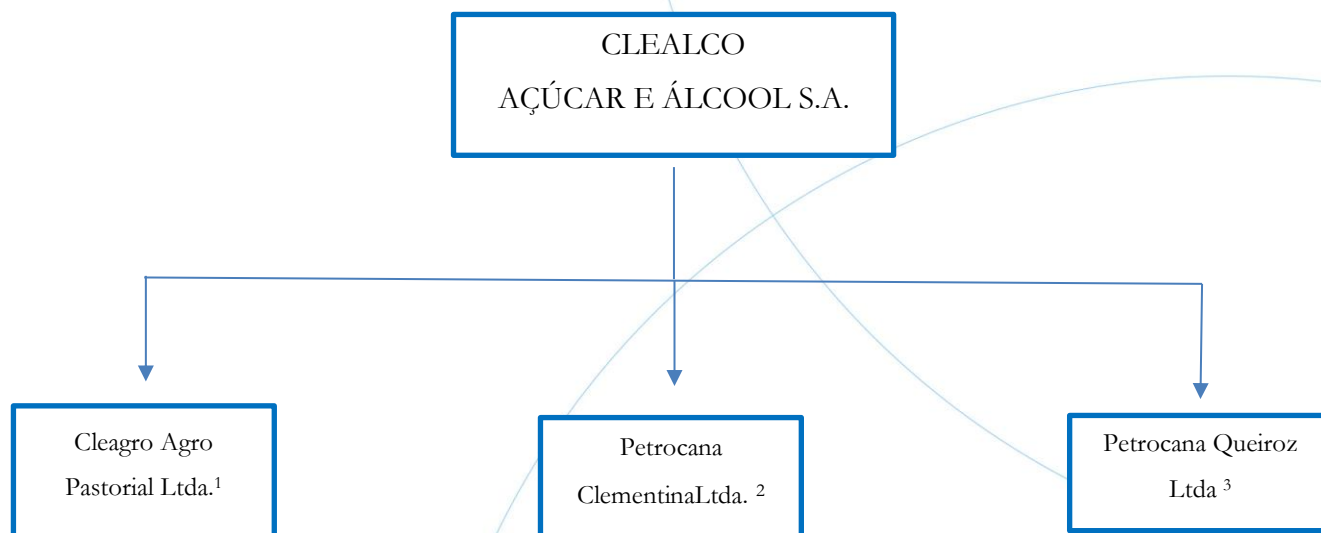 CLEALCO
AÇÚCAR E ÁLCOOL S.A.
Cleagro Agro
Pastorial Ltda.¹
Petrocana
ClementinaLtda. ²
Petrocana Queiroz
Ltda ³